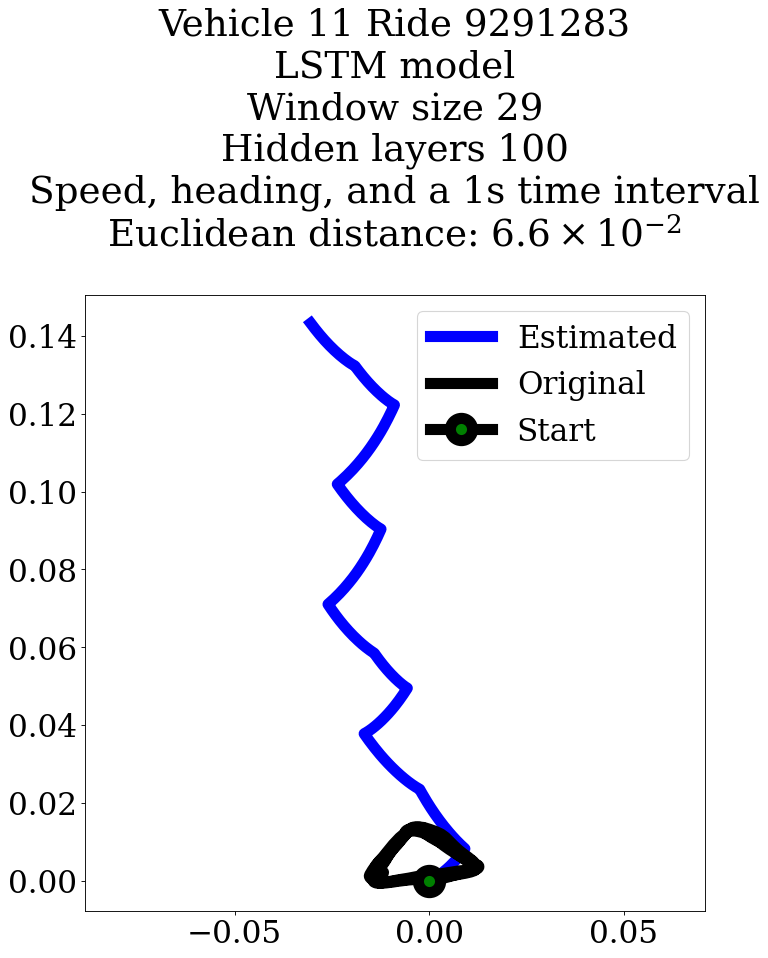 Vehicle 11 Ride 9291283
LSTM model
Window size 29
Hidden layers 100
Speed, heading, and a 1s time interval
Euclidean distance: 6.6 × 10⁻²
Estimated
Original
Start
0.14
0.12
0.10
0.08
0.06
0.04
0.02
0.00
−0.05 0.00 0.05